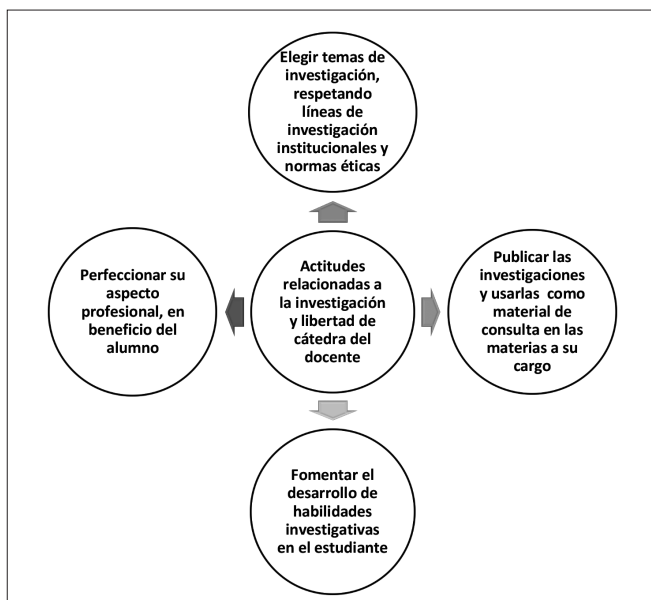 Elegir temas de
investigación,
respetando
líneas de
investigación
institucionales y
normas éticas
Perfeccionar su
aspecto
profesional, en
beneficio del
alumno
Actitudes
relacionadas a
la investigación
y libertad de
cátedra del
docente
Publicar las
investigaciones
y usarlas como
material de
consulta en las
materias a su
cargo
Fomentar el
desarrollo de
habilidades
investigativas
en el estudiante